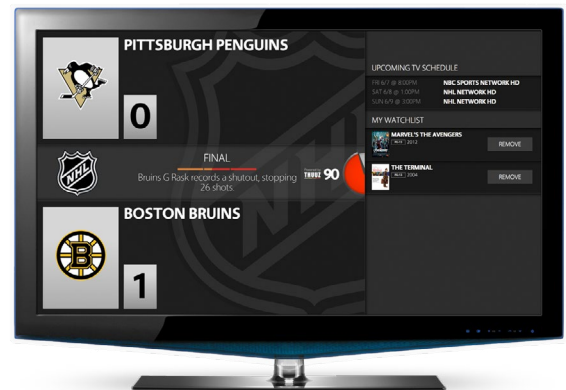 PITTSBURGH PENGUINS
0
NHL
FINAL
Bruins G Rask records a shutout, stopping
26 shots
THUUZ 90
BOSTON BRUINS
B
1
UPCOMING TV SCHEDULE
FRI 6/7 @ 8:00PM NBC SPORTS NETWORK HD
SAT 6/8 @ 1:00PM NHL NETWORK HD
SUN 6/9 @ 3:00PM NHL NETWORK HD
MY WATCHLIST
MARVEL'S THE AVENGERS
2012
REMOVE
THE TERMINAL
2004
REMOVE